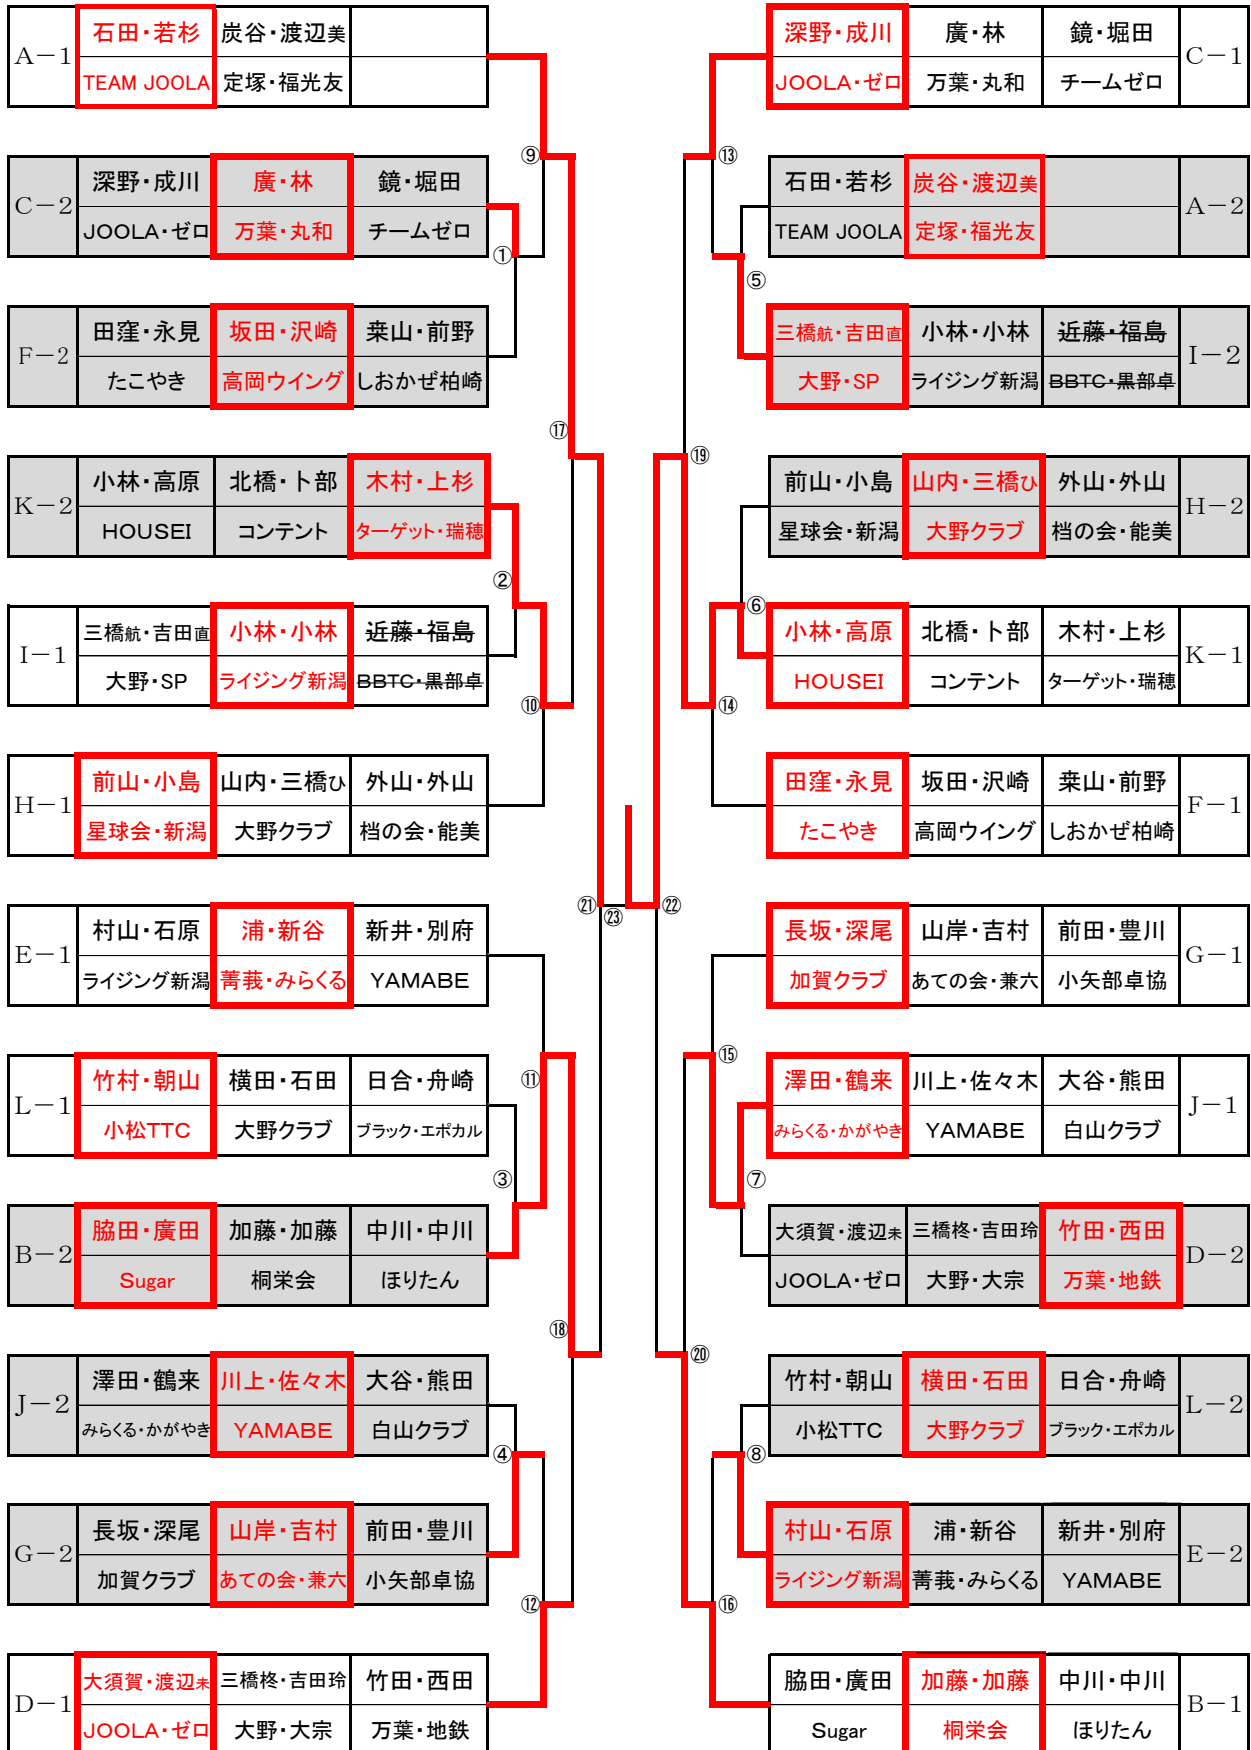 A－1
石田・若杉 炭谷・渡辺美
TEAM JOOLA 定塚・福光友
⑨
C－2
深野・成川 廣・林 鏡・堀田
JOOLA・ゼロ 万葉・丸和 チームゼロ
①
F－2
田窪・永見 坂田・沢崎 桒山・前野
たこやき 高岡ウイング しおかぜ柏崎
⑰
K－2
小林・高原 北橋・卜部 木村・上杉
HOUSEI コンテント ターゲット・瑞穂
②
I－1
三橋航・吉田直 小林・小林 近藤・福島
大野・SP ライジング新潟 BBTC・黒部卓
⑩
H－1
前山・小島 山内・三橋ひ 外山・外山
星球会・新潟 大野クラブ 档の会・能美
㉑
㉓
E－1
村山・石原 浦・新谷 新井・別府
ライジング新潟 菁莪・みらくる YAMABE
⑪
L－1
竹村・朝山 横田・石田 日合・舟崎
小松TTC 大野クラブ ブラック・エポカル
③
B－2
脇田・廣田 加藤・加藤 中川・中川
Sugar 桐栄会 ほりたん
⑱
J－2
澤田・鶴来 川上・佐々木 大谷・熊田
みらくる・かがやき YAMABE 白山クラブ
④
G－2
長坂・深尾 山岸・吉村 前田・豊川
加賀クラブ あての会・兼六 小矢部卓協
⑫
D－1
大須賀・渡辺未 三橋柊・吉田玲 竹田・西田
JOOLA・ゼロ 大野・大宗 万葉・地鉄
深野・成川 廣・林 鏡・堀田
JOOLA・ゼロ 万葉・丸和 チームゼロ
C－1
⑬
石田・若杉 炭谷・渡辺美
TEAM JOOLA 定塚・福光友
A－2
⑤
三橋航・吉田直 小林・小林 近藤・福島
大野・SP ライジング新潟 BBTC・黒部卓
I－2
⑲
前山・小島 山内・三橋ひ 外山・外山
星球会・新潟 大野クラブ 档の会・能美
H－2
⑥
小林・高原 北橋・卜部 木村・上杉
HOUSEI コンテント ターゲット・瑞穂
K－1
⑭
田窪・永見 坂田・沢崎 桒山・前野
たこやき 高岡ウイング しおかぜ柏崎
F－1
㉒
長坂・深尾 山岸・吉村 前田・豊川
加賀クラブ あての会・兼六 小矢部卓協
G－1
⑮
澤田・鶴来 川上・佐々木 大谷・熊田
みらくる・かがやき YAMABE 白山クラブ
J－1
⑦
大須賀・渡辺未 三橋柊・吉田玲 竹田・西田
JOOLA・ゼロ 大野・大宗 万葉・地鉄
D－2
⑳
竹村・朝山 横田・石田 日合・舟崎
小松TTC 大野クラブ ブラック・エポカル
L－2
⑧
村山・石原 浦・新谷 新井・別府
ライジング新潟 菁莪・みらくる YAMABE
E－2
⑯
脇田・廣田 加藤・加藤 中川・中川
Sugar 桐栄会 ほりたん
B－1